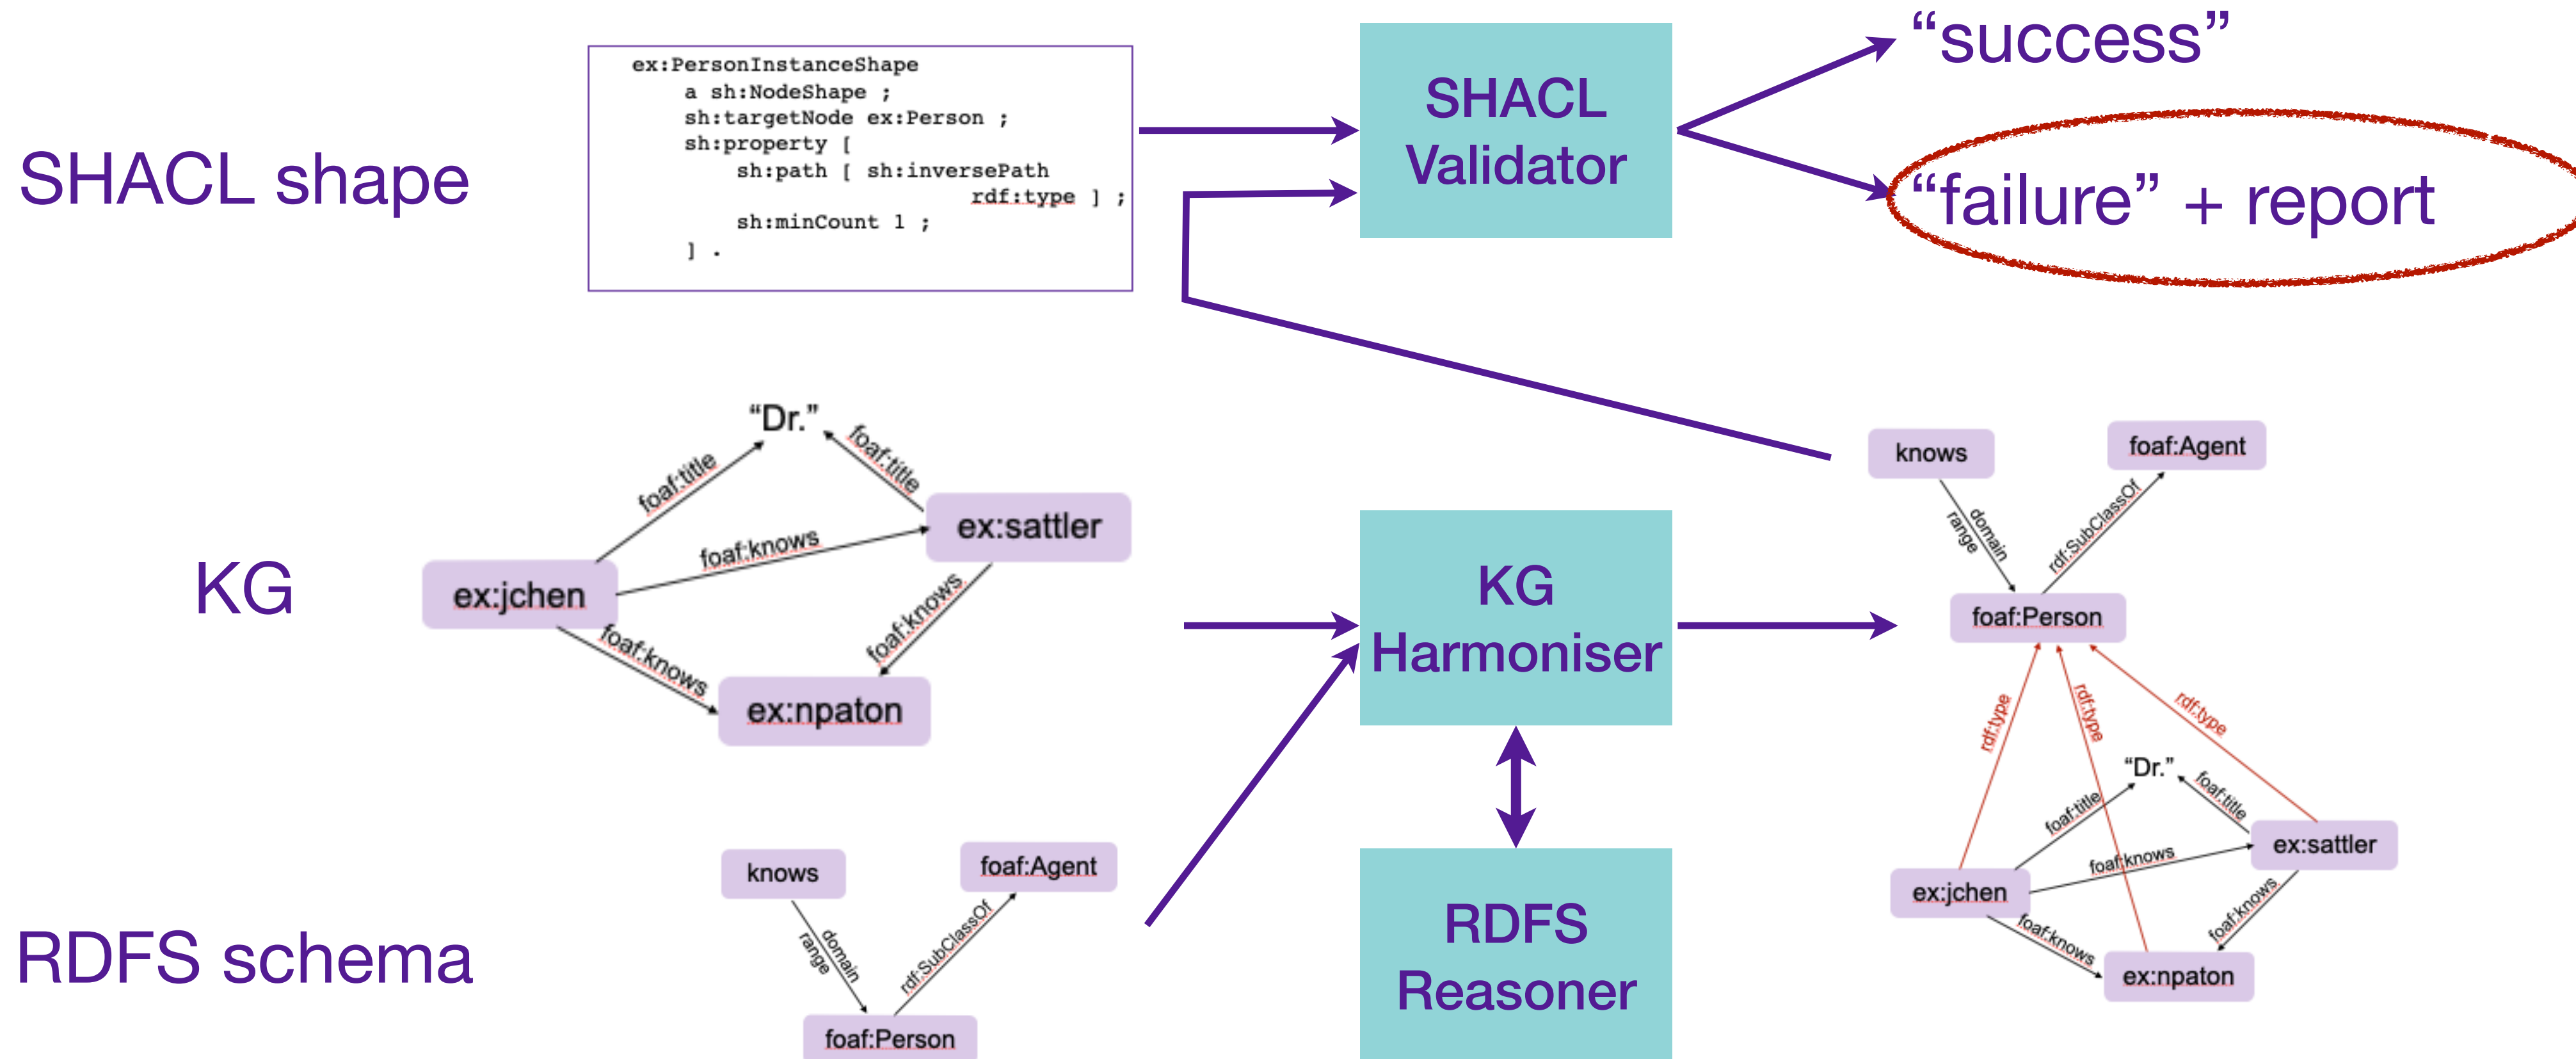 SHACL shape
ex:PersonInstanceShape
a sh:NodeShape ;
sh:targetNode ex:Person ;
sh:property [
sh:path [ sh:inversePath
rdf:type ] ;
sh:minCount 1 ;
] .
SHACL
Validator
“success”
“failure” + report
KG
“Dr.”
foaf:title
foaf:title
ex:sattler
foaf:knows
ex:jchen
foaf:knows
foaf:knows
ex:npaton
KG
Harmoniser
RDFS
Reasoner
RDFS schema
knows
foaf:Agent
domain
range
rdf:SubClassOf
foaf:Person
knows
foaf:Agent
domain
range
rdf:SubClassOf
foaf:Person
rdf:type
rdf:type
rdf:type
“Dr.”
foaf:title
foaf:title
ex:sattler
foaf:knows
ex:jchen
foaf:knows
foaf:knows
ex:npaton